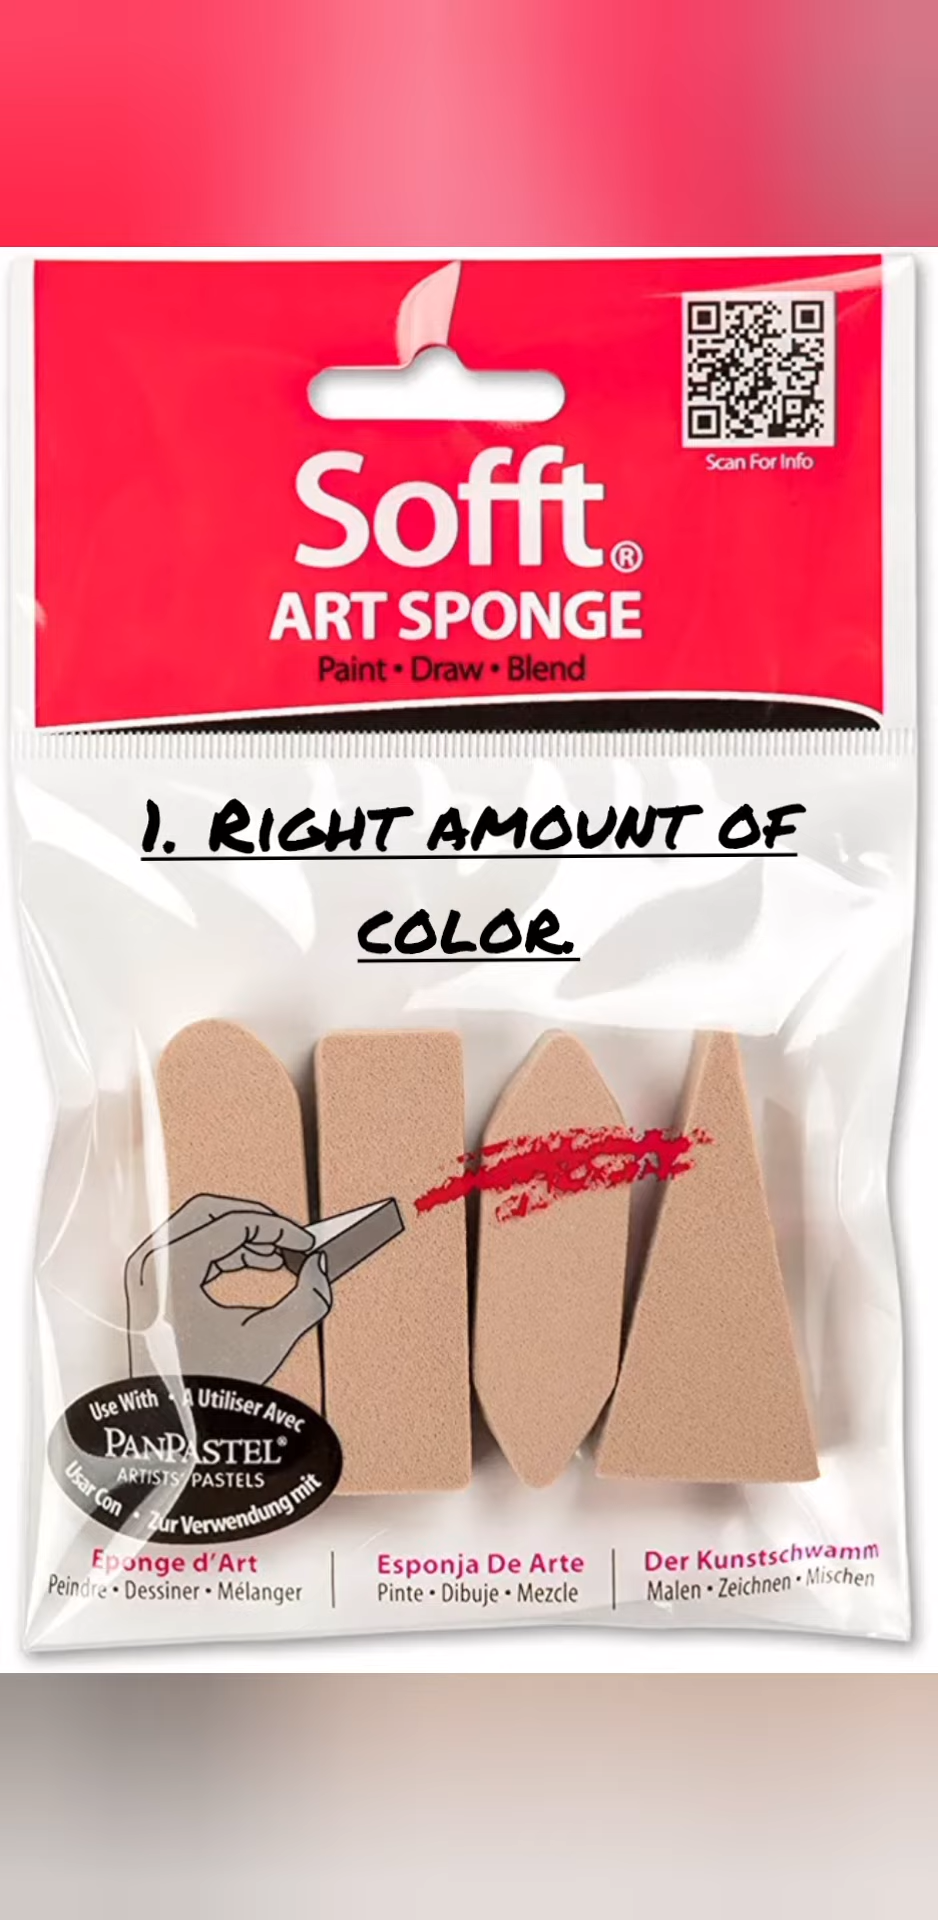 Scan For Info
Sofft®
ART SPONGE
Paint • Draw • Blend
1. RIGHT AMOUNT OF
COLOR.
Use With • A Utiliser Avec
PANPASTEL®
ARTISTS' PASTELS
Usar Con • Zur Verwendung mit
Eponge d'Art
Peindre • Dessiner • Mélanger
Esponja De Arte
Pinte • Dibuje • Mezcle
Der Kunstschwamm
Malen • Zeichnen • Mischen